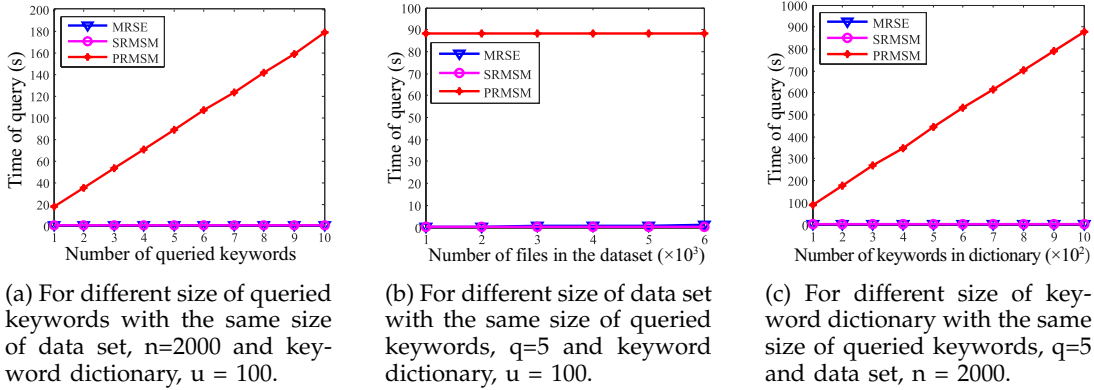 200
180
160
140
120
100
80
60
40
20
0
Time of query (s)
MRSE
SRMSM
PRMSM
1 2 3 4 5 6 7 8 9 10
Number of queried keywords
(a) For different size of queried
keywords with the same size
of data set, n=2000 and key-
word dictionary, u = 100.
100
90
80
70
60
50
40
30
20
10
0
Time of query (s)
MRSE
SRMSM
PRMSM
1 2 3 4 5 6
Number of files in the dataset (×10³)
(b) For different size of data set
with the same size of queried
keywords, q=5 and keyword
dictionary, u = 100.
1000
900
800
700
600
500
400
300
200
100
0
Time of query (s)
MRSE
SRMSM
PRMSM
1 2 3 4 5 6 7 8 9 10
Number of keywords in dictionary (×10²)
(c) For different size of key-
word dictionary with the same
size of queried keywords, q=5
and data set, n = 2000.